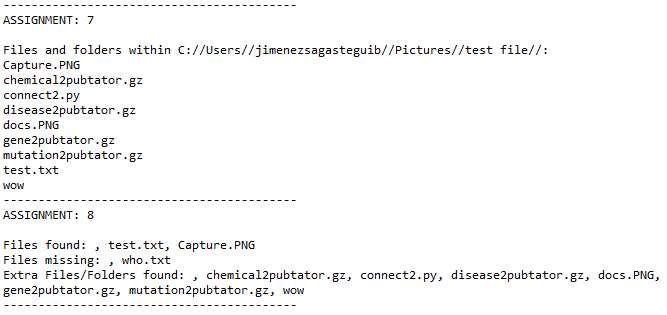 ------------------------------------------
ASSIGNMENT: 7
Files and folders within C://Users//jimenezsagasteguib//Pictures//test file//:
Capture.PNG
chemical2pubtator.gz
connect2.py
disease2pubtator.gz
docs.PNG
gene2pubtator.gz
mutation2pubtator.gz
test.txt
wow
------------------------------------------
ASSIGNMENT: 8
Files found: , test.txt, Capture.PNG
Files missing: , who.txt
Extra Files/Folders found: , chemical2pubtator.gz, connect2.py, disease2pubtator.gz, docs.PNG,
gene2pubtator.gz, mutation2pubtator.gz, wow
------------------------------------------